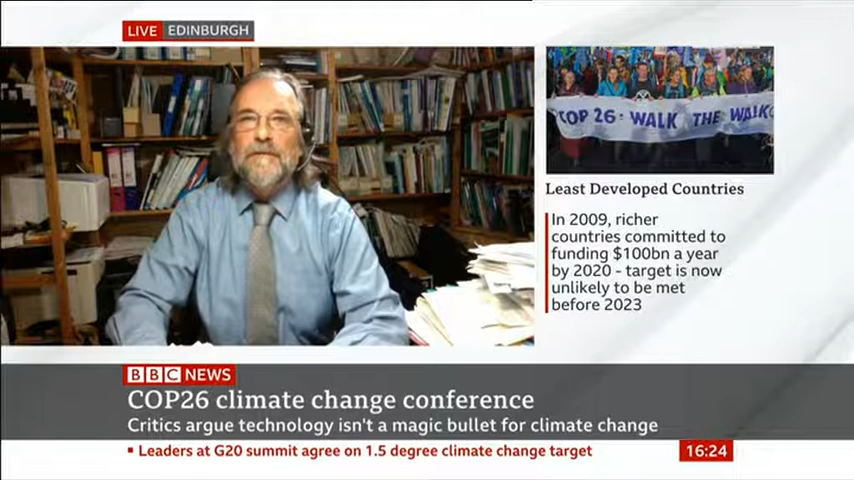 LIVE EDINBURGH
COP 26: WALK THE WALK
Least Developed Countries
In 2009, richer
countries committed to
funding $100bn a year
by 2020 - target is now
unlikely to be met
before 2023
BBC NEWS
COP26 climate change conference
Critics argue technology isn't a magic bullet for climate change
Leaders at G20 summit agree on 1.5 degree climate change target
16:24